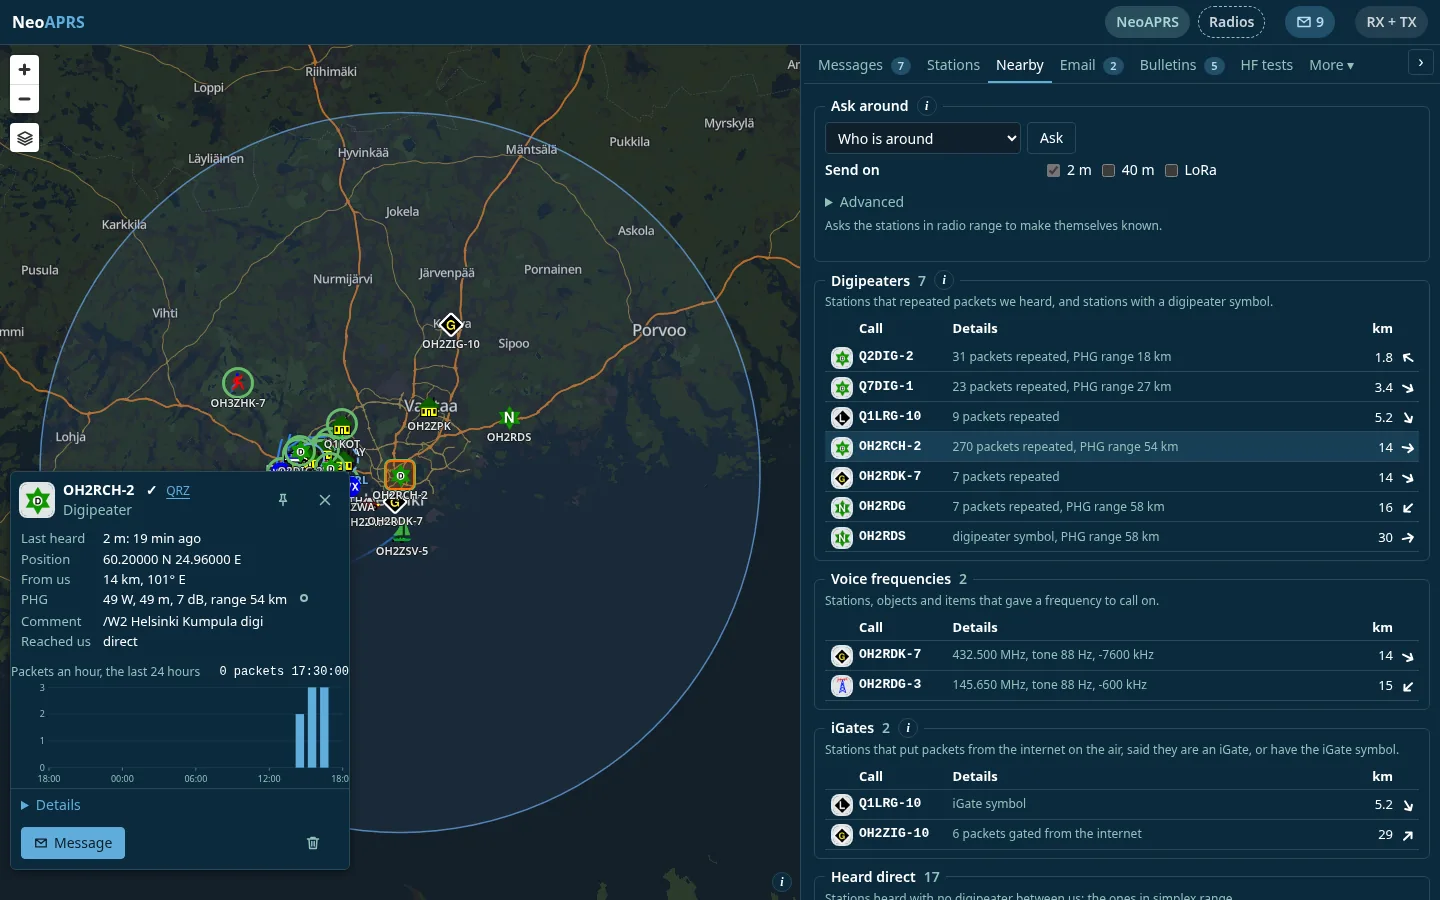 NeoAPRS
NeoAPRS Radios 9 RX + TX
Messages 7 Stations Nearby Email 2 Bulletins 5 HF tests More ▾ ›
+
−
Riihimäki
Loppi
Myrskylä
Pukkila
Mäntsälä
Hyvinkää
Läyliäinen
Jokela
Karkkila
Askola
Pusula
Nurmijärvi
Järvenpää
Pornainen
Vihti
Porvoo
Sipoo
G
OH2ZIG-10
OH3ZHK-7
Vantaa
OH2ZPK
N
OH2RDS
Lohja
Q1KOT
D
OH2RCH-2
G
OH2RDK-7
OH2ZSV-5
i
OH2RCH-2 ✓ QRZ
Digipeater
Last heard 2 m: 19 min ago
Position 60.20000 N 24.96000 E
From us 14 km, 101° E
PHG 49 W, 49 m, 7 dB, range 54 km
Comment /W2 Helsinki Kumpula digi
Reached us direct
Packets an hour, the last 24 hours 0 packets 17:30:00
3
2
1
0
18:00 00:00 06:00 12:00 18:0
▶ Details
Message
Ask around i
Who is around Ask
Send on 2 m 40 m LoRa
▶ Advanced
Asks the stations in radio range to make themselves known.
Digipeaters 7 i
Stations that repeated packets we heard, and stations with a digipeater symbol.
Call Details km
Q2DIG-2 31 packets repeated, PHG range 18 km 1.8
Q7DIG-1 23 packets repeated, PHG range 27 km 3.4
Q1LRG-10 9 packets repeated 5.2
OH2RCH-2 270 packets repeated, PHG range 54 km 14
OH2RDK-7 7 packets repeated 14
OH2RDG 7 packets repeated, PHG range 58 km 16
OH2RDS digipeater symbol, PHG range 58 km 30
Voice frequencies 2
Stations, objects and items that gave a frequency to call on.
Call Details km
OH2RDK-7 432.500 MHz, tone 88 Hz, -7600 kHz 14
OH2RDG-3 145.650 MHz, tone 88 Hz, -600 kHz 15
iGates 2 i
Stations that put packets from the internet on the air, said they are an iGate, or have the iGate symbol.
Call Details km
Q1LRG-10 iGate symbol 5.2
OH2ZIG-10 6 packets gated from the internet 29
Heard direct 17
Stations heard with no digipeater between us: the ones in simplex range.